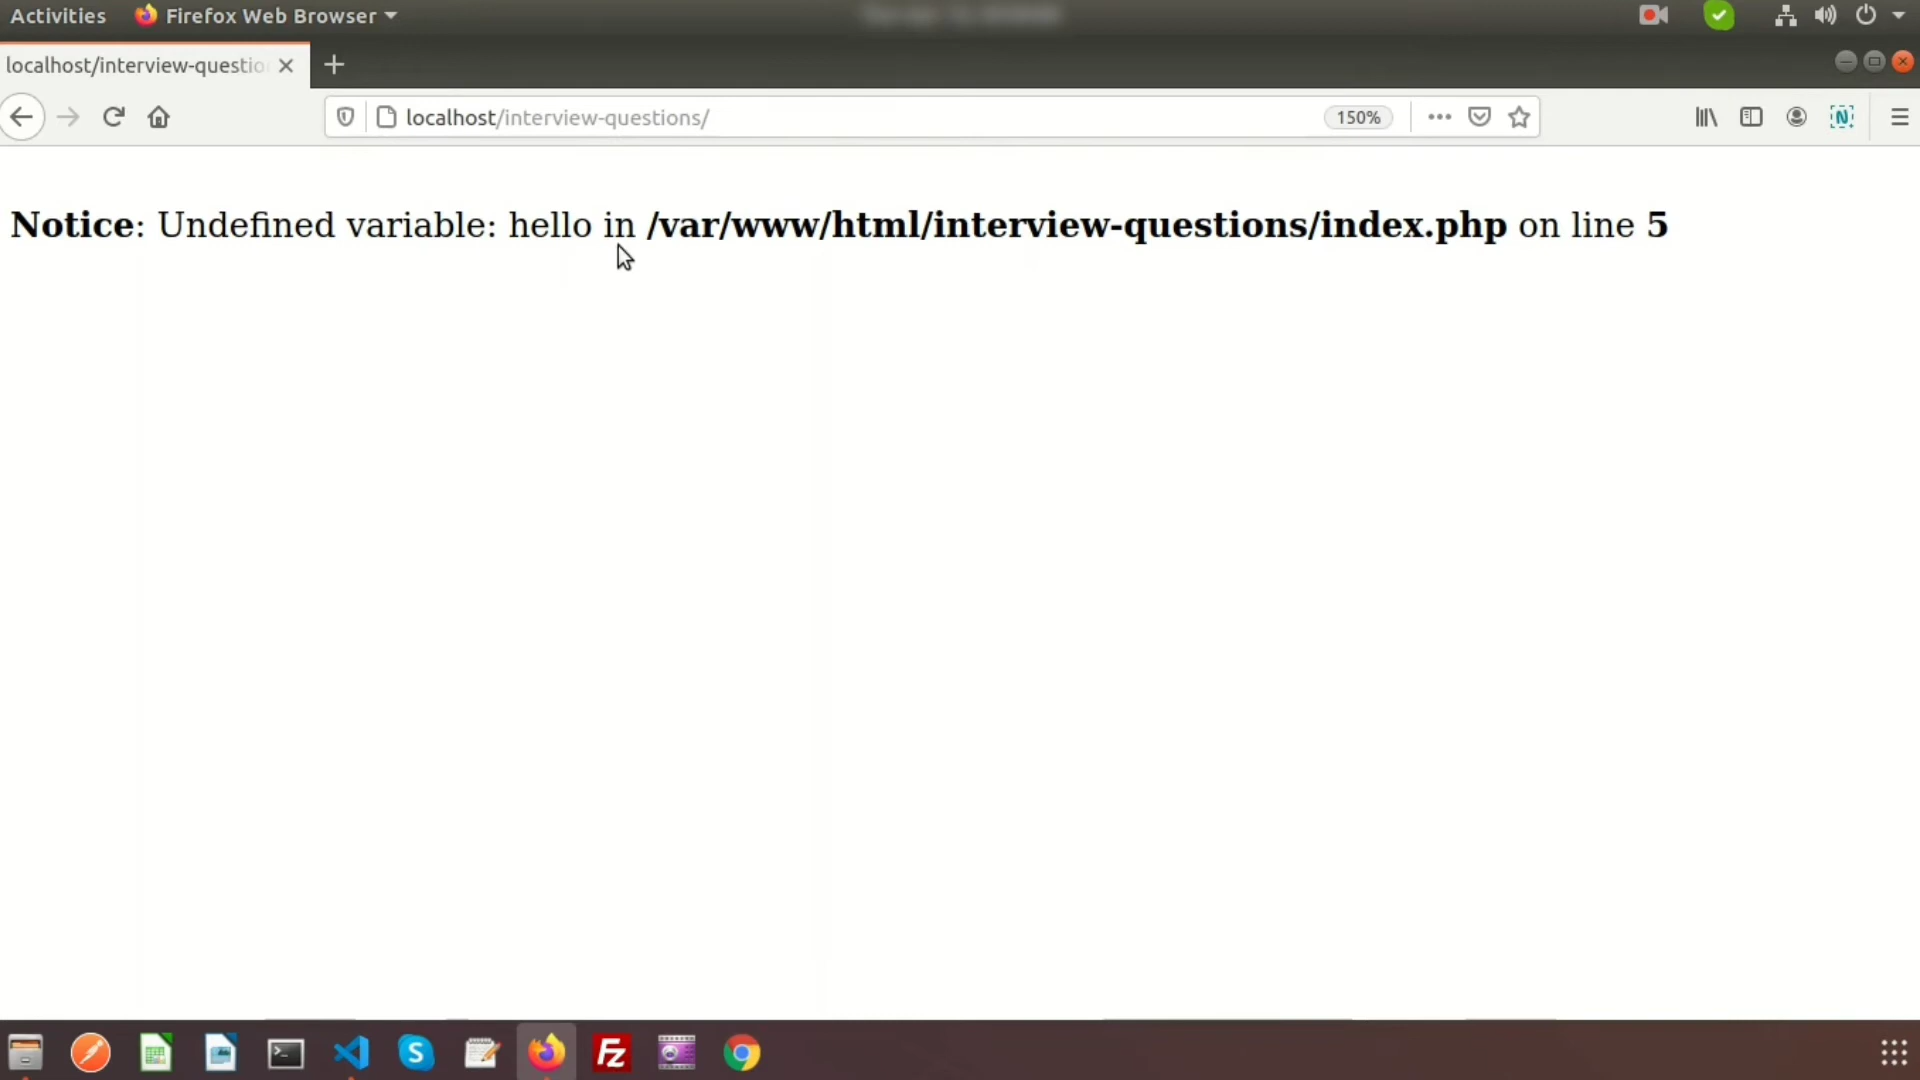 Activities
Firefox Web Browser
localhost/interview-questio
localhost/interview-questions/
150%
Notice: Undefined variable: hello in /var/www/html/interview-questions/index.php on line 5